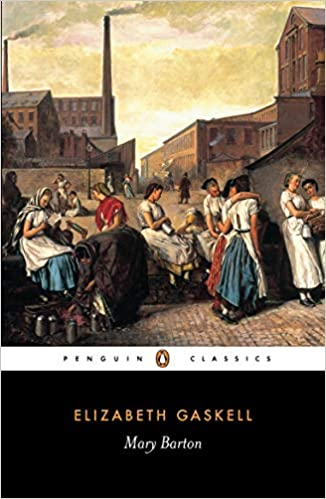 PENGUIN CLASSICS
ELIZABETH GASKELL
Mary Barton